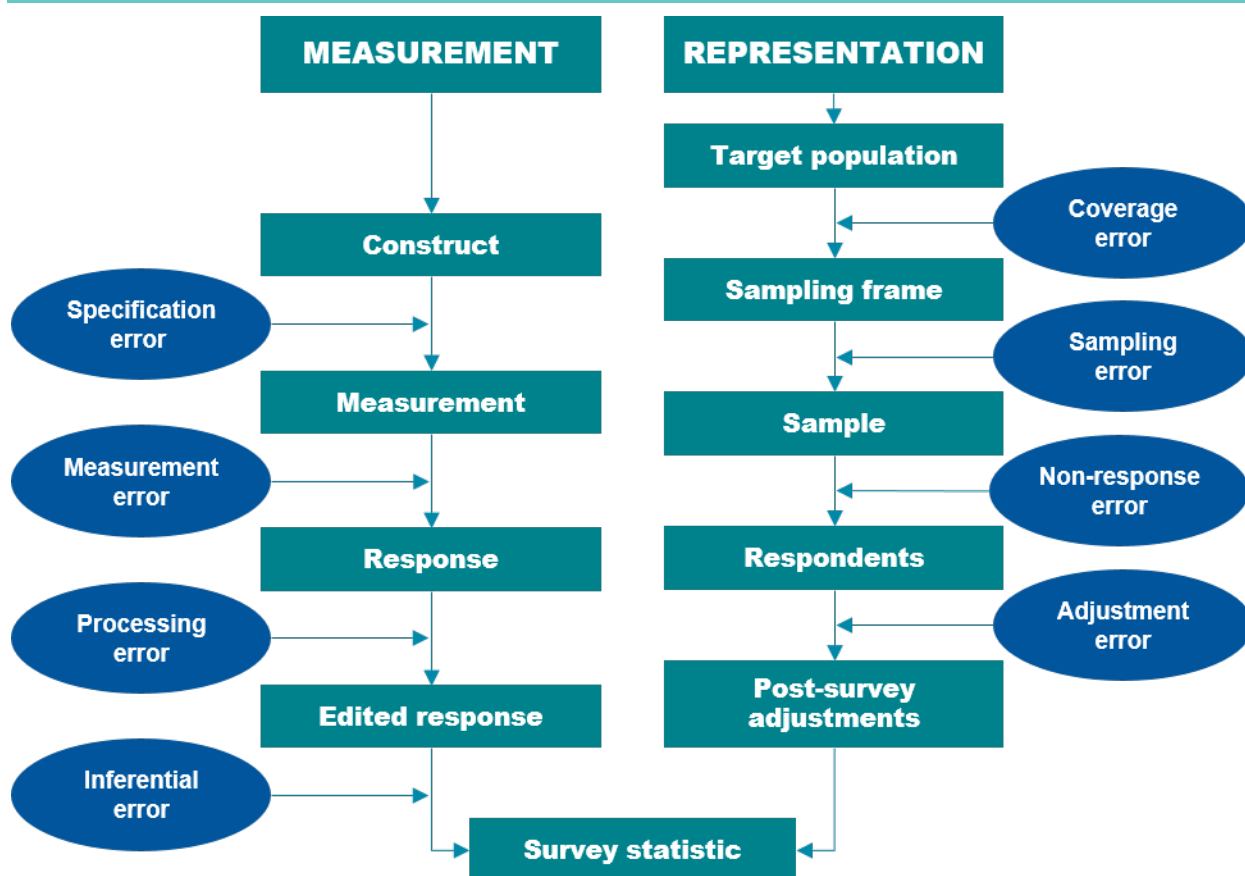 MEASUREMENT
REPRESENTATION
Target population
Coverage
error
Construct
Sampling frame
Specification
error
Sampling
error
Measurement
Sample
Measurement
error
Non-response
error
Response
Respondents
Processing
error
Adjustment
error
Edited response
Post-survey
adjustments
Inferential
error
Survey statistic